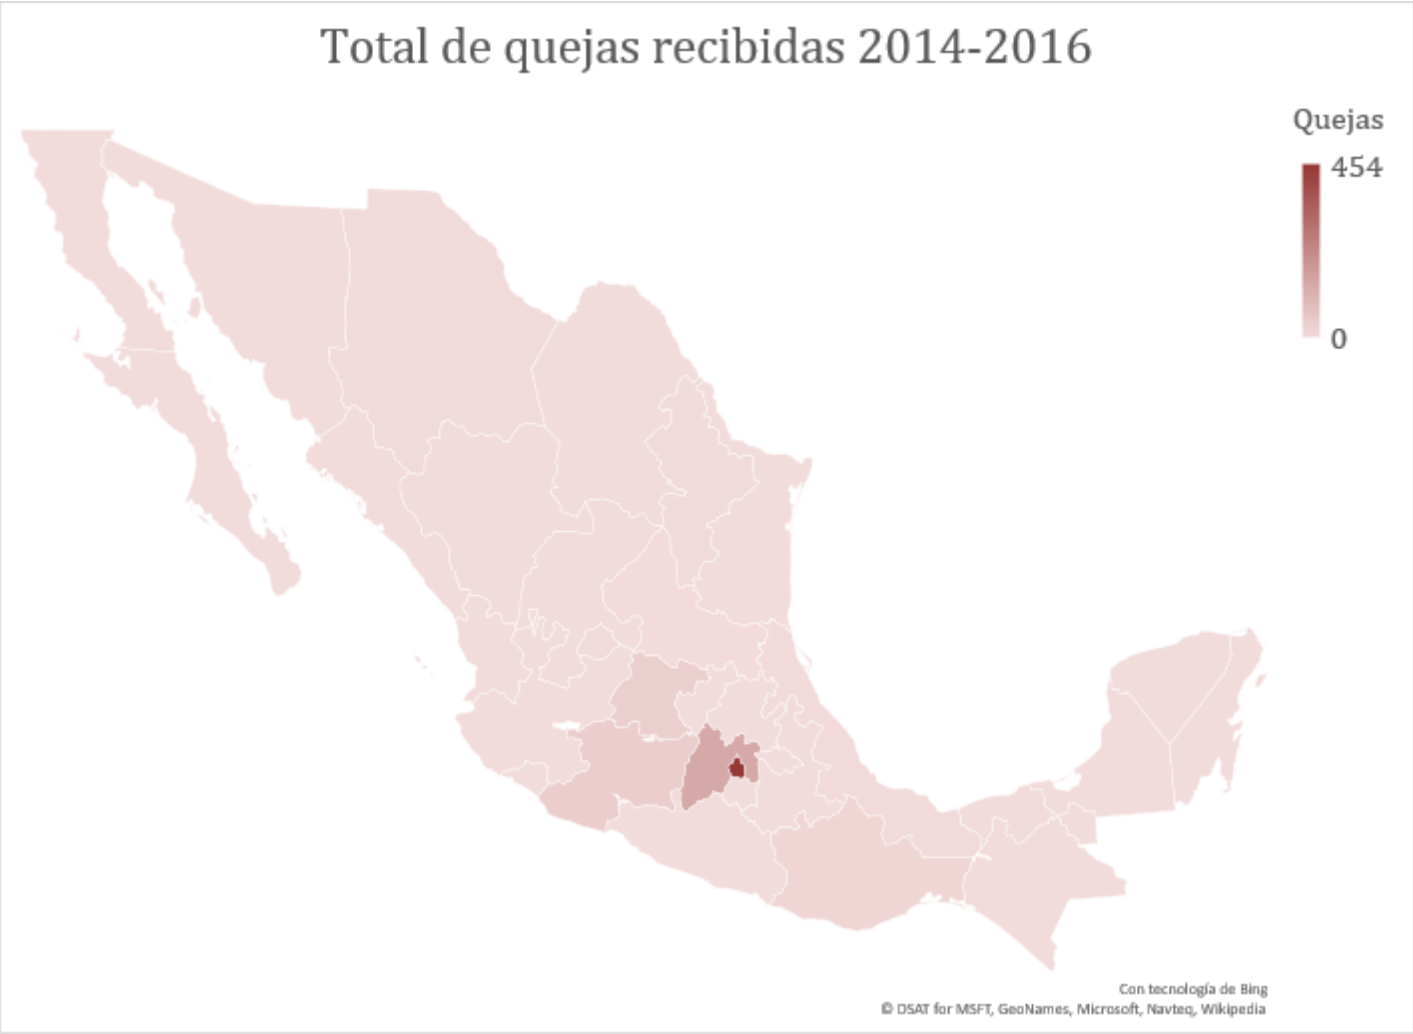 Total de quejas recibidas 2014-2016
Quejas
454
0
Con tecnología de Bing
© DSAT for MSFT, GeoNames, Microsoft, Navteq, Wikipedia